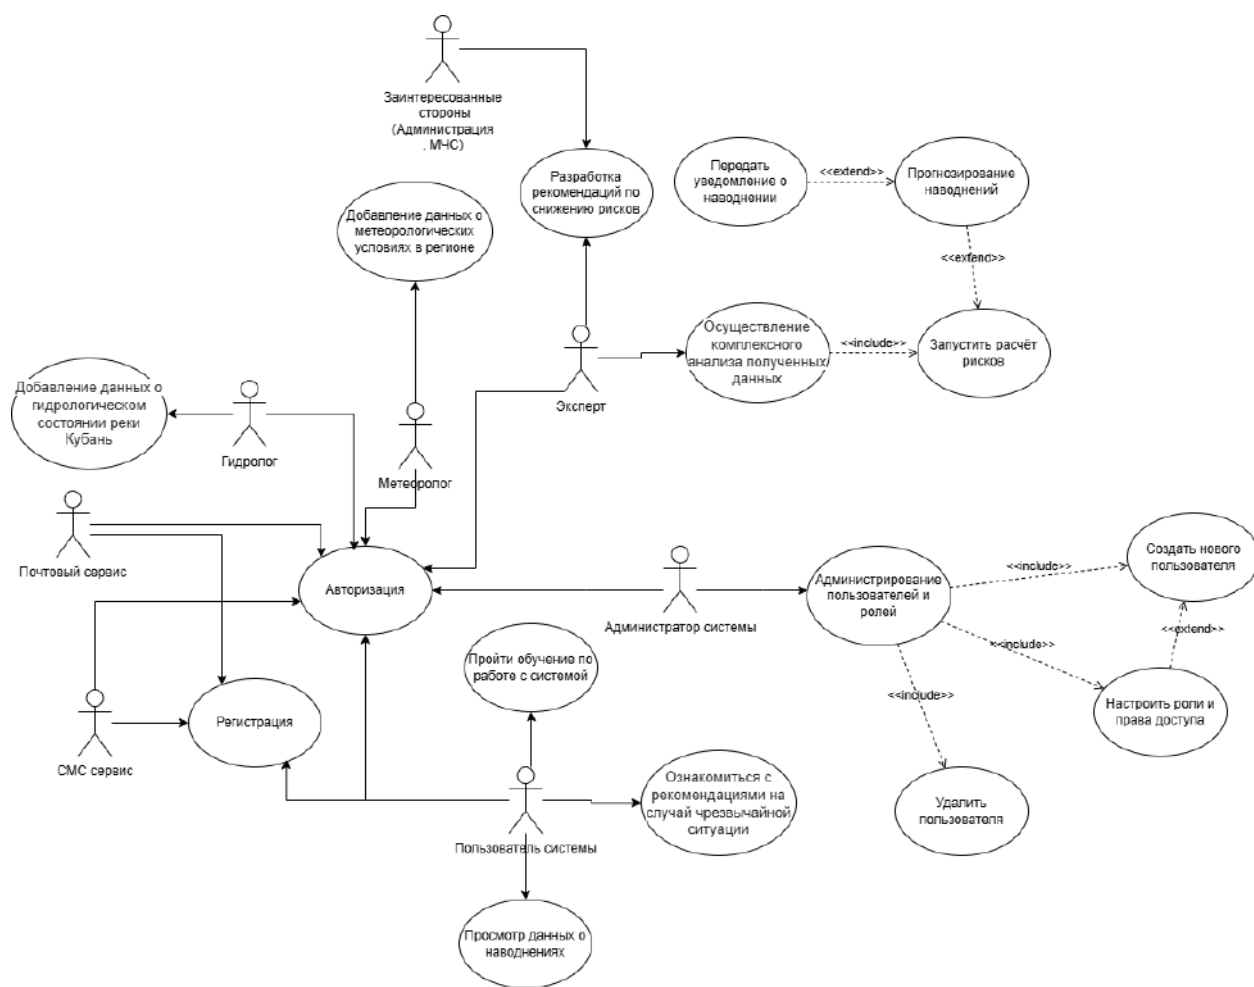 Заинтересованные
стороны
(Администрация
, МЧС)
Разработка
рекомендаций по
снижению рисков
Передать
уведомление о
наводнении
<<extend>>
Прогнозирование
наводнений
Добавление данных о
метеорологических
условиях в регионе
<<extend>>
Осуществление
комплексного
анализа полученных
данных
<<include>>
Запустить расчёт
рисков
Эксперт
Добавление данных о
гидрологическом
состоянии реки
Кубань
Гидролог
Метеоролог
Почтовый сервис
Авторизация
Администратор системы
Администрирование
пользователей и
ролей
<<include>>
Создать нового
пользователя
<<extend>>
<<include>>
Настроить роли и
права доступа
<<include>>
Удалить
пользователя
Пройти обучение по
работе с системой
Регистрация
СМС сервис
Пользователь системы
Ознакомиться с
рекомендациями на
случай чрезвычайной
ситуации
Просмотр данных о
наводнениях